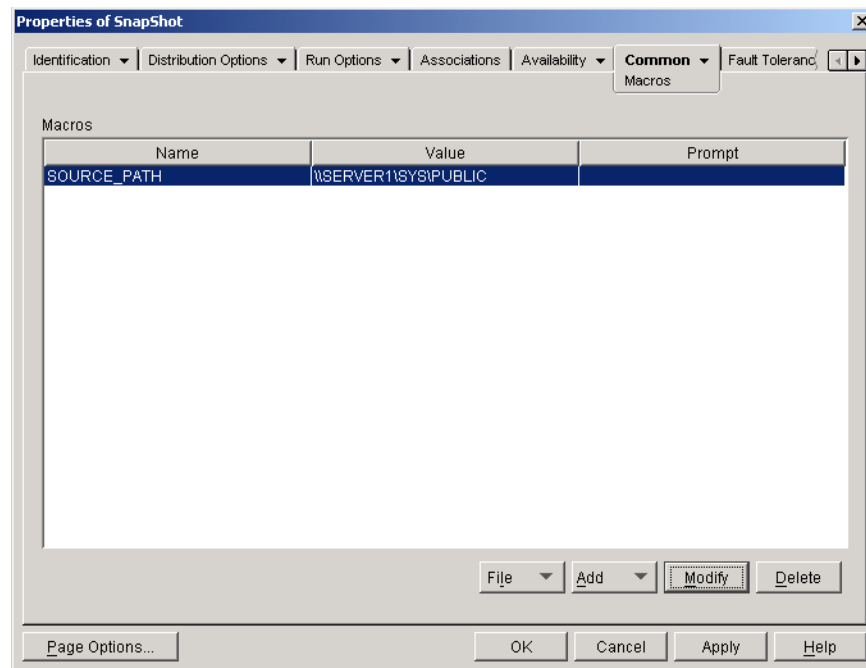 Properties of SnapShot
Identification Distribution Options Run Options Associations Availability Common Fault Toleranc
Macros
Macros
Name Value Prompt
SOURCE_PATH \\SERVER1\SYS\PUBLIC
File Add Modify Delete
Page Options... OK Cancel Apply Help